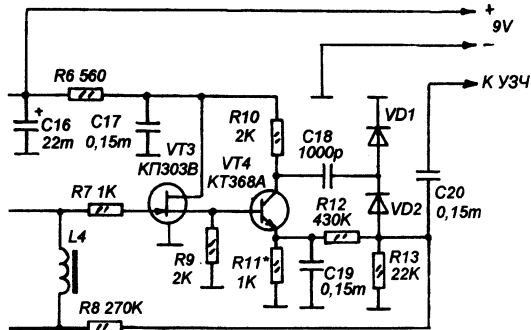 +
9V
−
К УЗЧ
R6 560
+
C16
22m
C17
0,15m
VT3
КП303В
R10
2K
VT4
КТ368А
C18
1000p
VD1
VD2
C20
0,15m
R7 1K
R12
430K
L4
R9
2K
R11*
1K
C19
0,15m
R13
22K
R8 270K